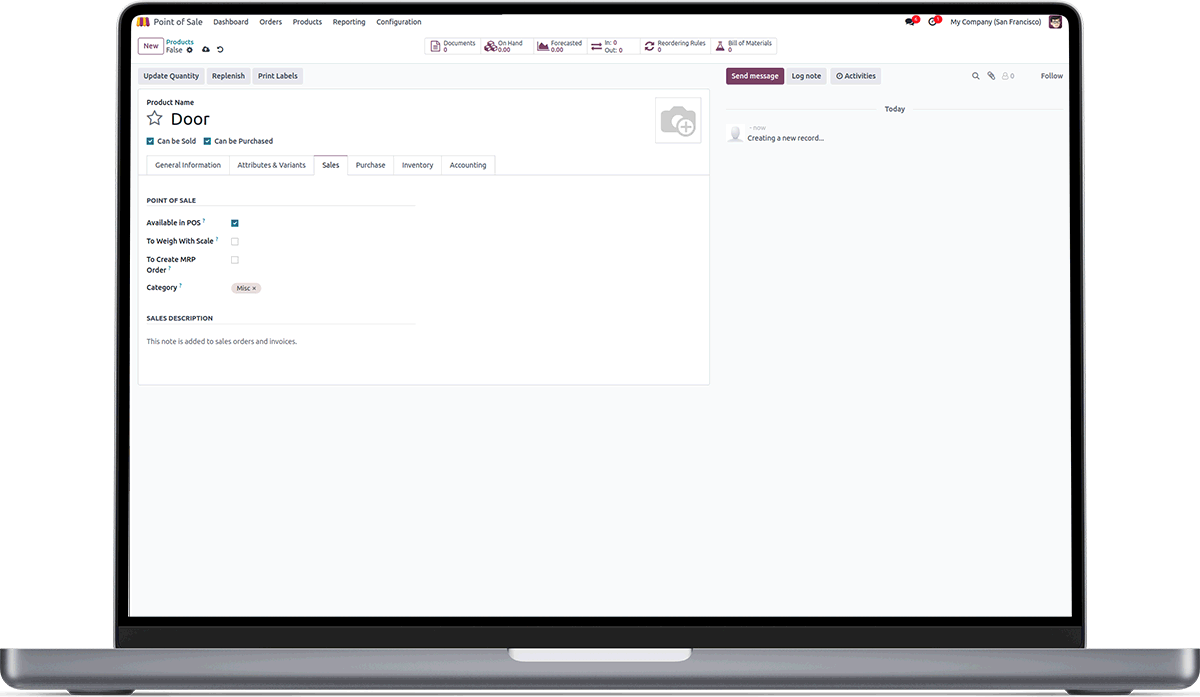 Point of Sale Dashboard Orders Products Reporting Configuration
4 1 My Company (San Francisco)
New Products
False
Documents 0
On Hand 0.00
Forecasted 0.00
In: 0
Out: 0
Reordering Rules 0
Bill of Materials 0
Update Quantity Replenish Print Labels
Send message Log note Activities 0 Follow
Product Name
Door
Can be Sold Can be Purchased
General Information Attributes & Variants Sales Purchase Inventory Accounting
POINT OF SALE
Available in POS ?
To Weigh With Scale ?
To Create MRP
Order ?
Category ? Misc ×
SALES DESCRIPTION
This note is added to sales orders and invoices.
Today
- now
Creating a new record...